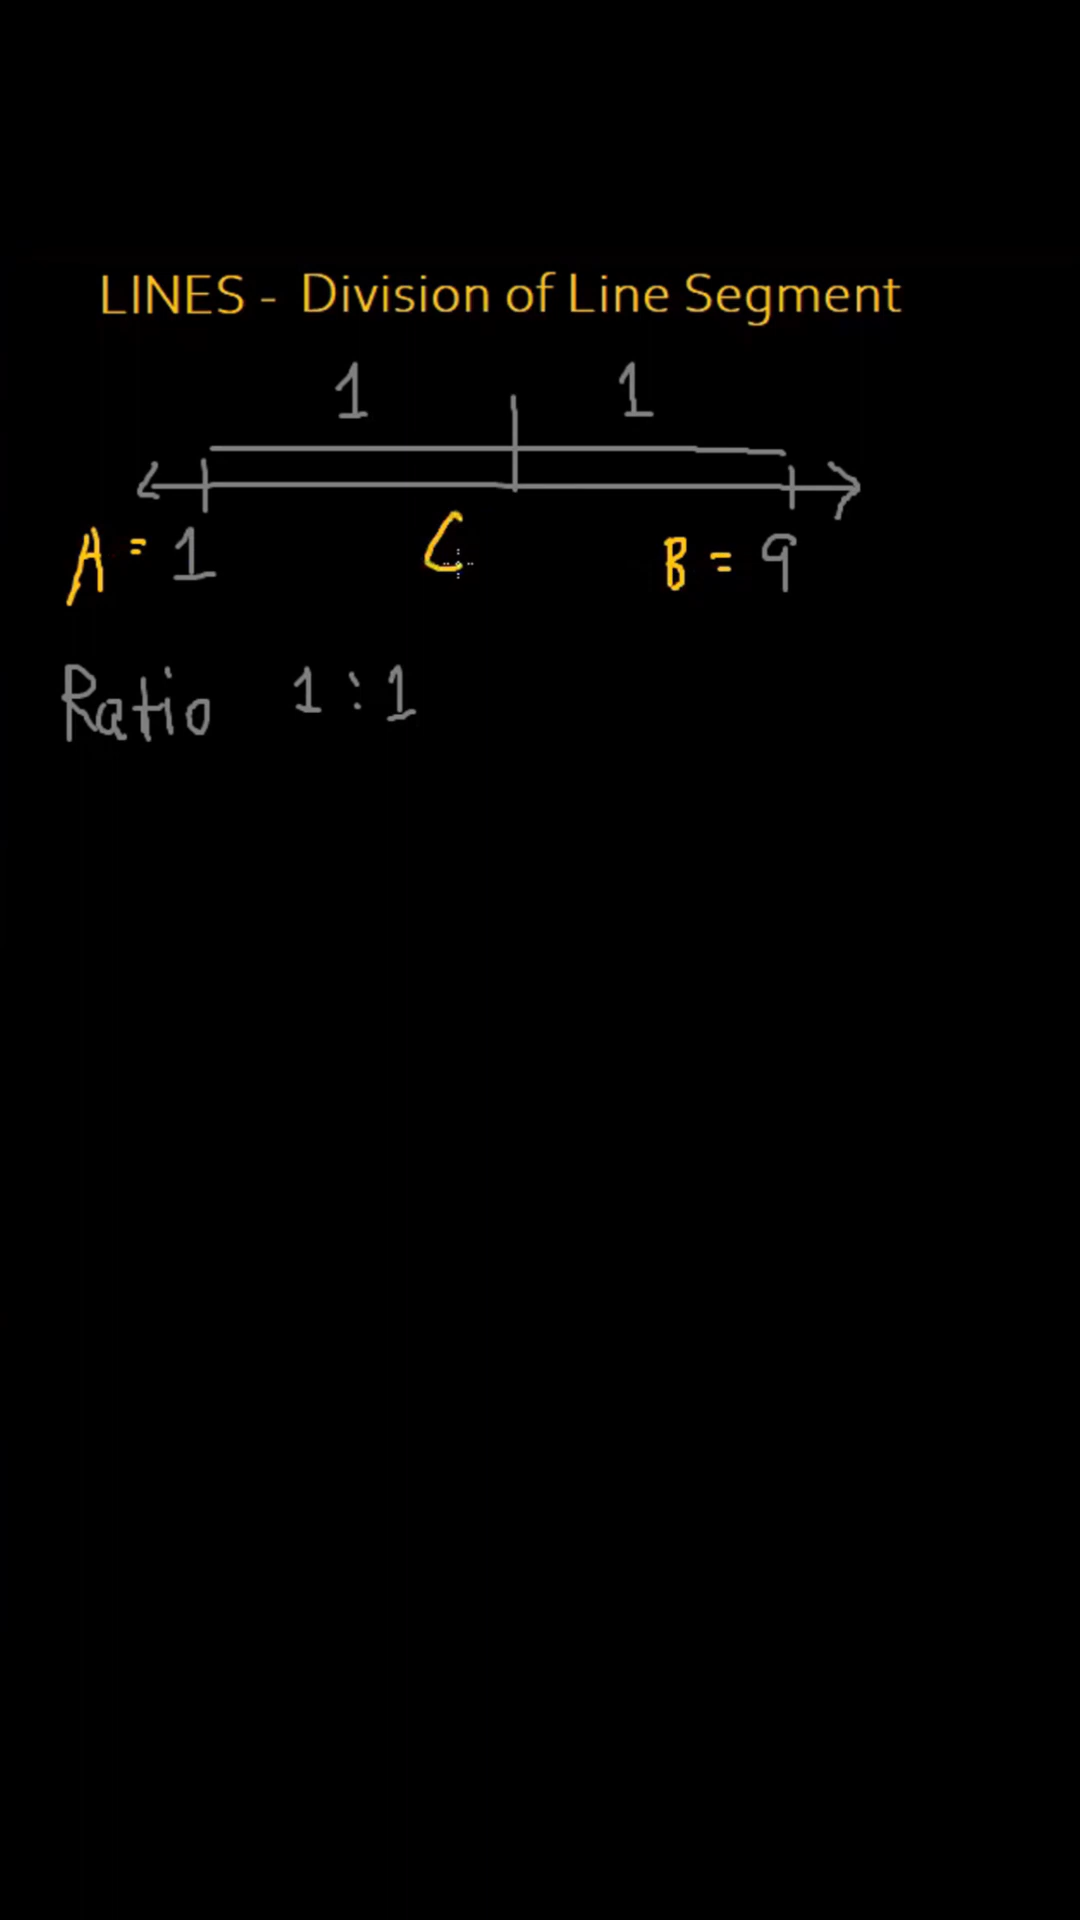 LINES - Division of Line Segment
1 1
A = 1 C B = 9
Ratio 1:1